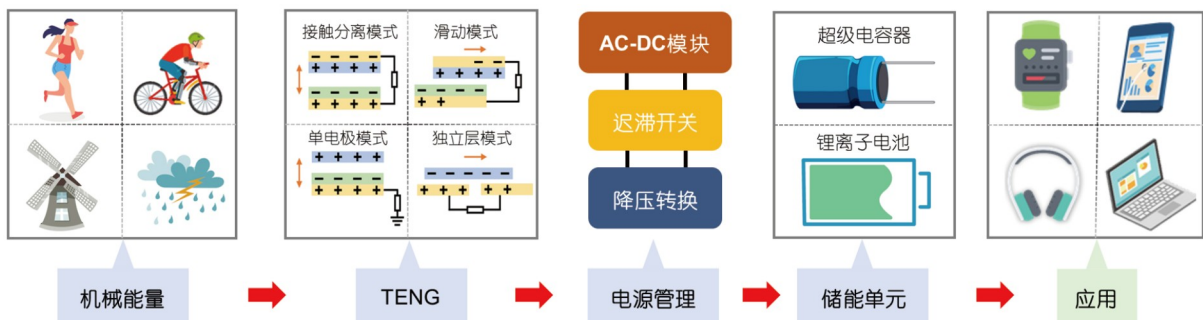 接触分离模式
滑动模式
单电极模式
独立层模式
AC-DC模块
迟滞开关
降压转换
超级电容器
锂离子电池
机械能量
TENG
电源管理
储能单元
应用